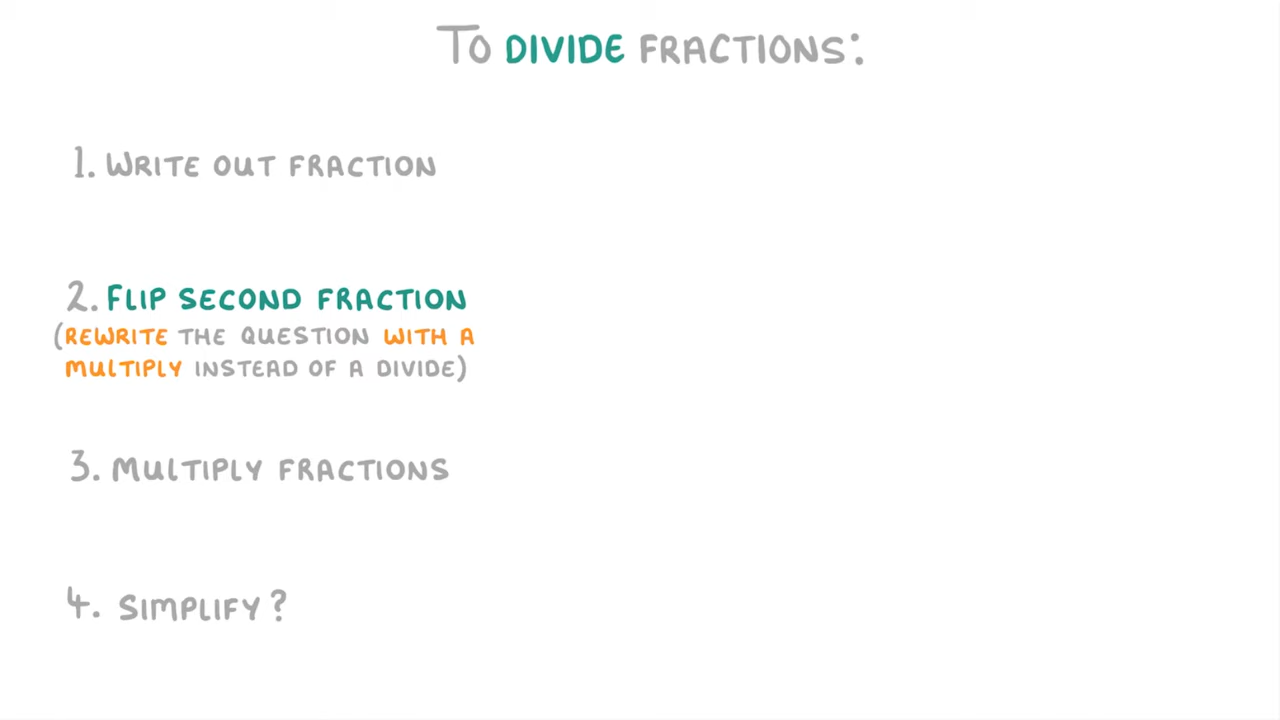 To DIVIDE FRACTIONS:
1. WRITE OUT FRACTION
2. FLIP SECOND FRACTION
(REWRITE THE QUESTION WITH A
MULTIPLY INSTEAD OF A DIVIDE)
3. MULTIPLY FRACTIONS
4. SIMPLIFY?